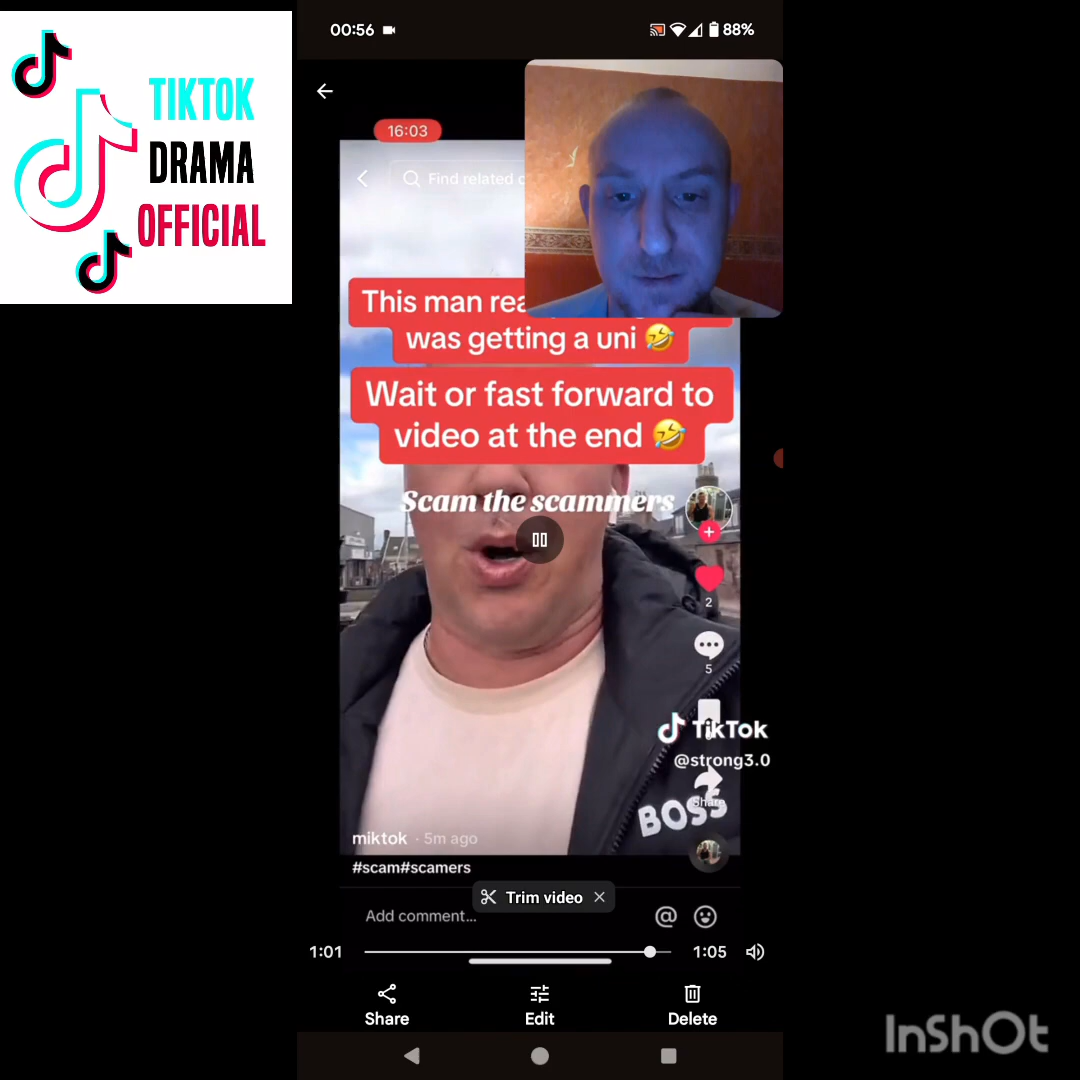 TIKTOK
DRAMA
OFFICIAL
00:56
88%
16:03
Find related
This man rea
was getting a uni 🤣
Wait or fast forward to
video at the end 🤣
Scam the scammers
2
5
TikTok
@strong3.0
Share
BOSS
miktok · 5m ago
#scam#scamers
Trim video
Add comment...
1:01
1:05
Share
Edit
Delete
InShOt